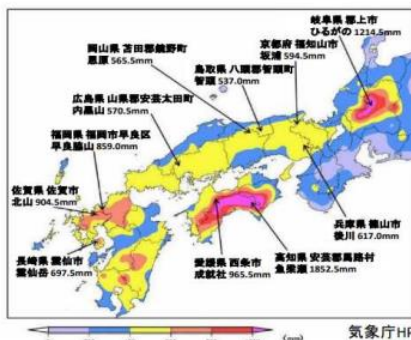 岐阜県 郡上市
ひるがの 1214.5mm
京都府 福知山市
坂浦 594.5mm
岡山県 苫田郡鏡野町
恩原 565.5mm
鳥取県 八頭郡智頭町
智頭 537.0mm
広島県 山県郡安芸太田町
内黒山 570.5mm
福岡県 福岡市早良区
早良脇山 859.0mm
佐賀県 佐賀市
北山 904.5mm
長崎県 雲仙市
雲仙岳 697.5mm
愛媛県 西条市
成就社 965.5mm
高知県 安芸郡馬路村
魚梁瀬 1852.5mm
兵庫県 篠山市
後川 617.0mm
(mm)
気象庁HP